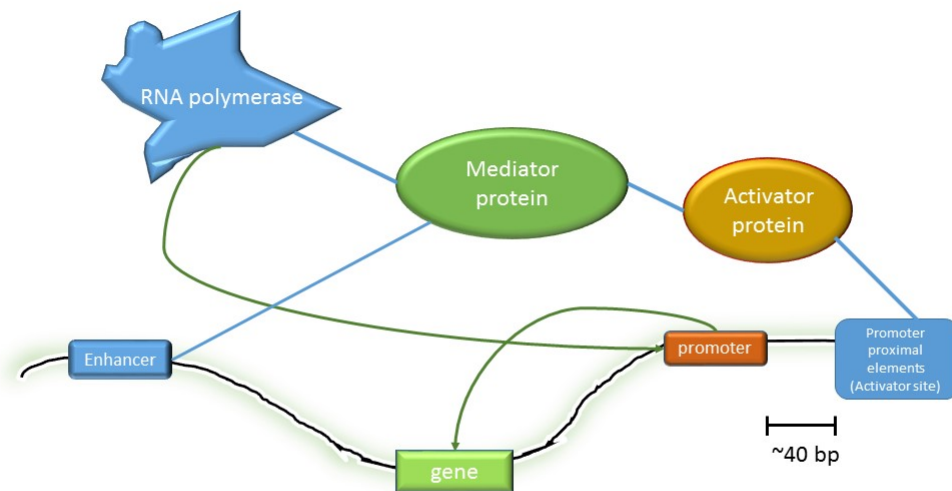 RNA polymerase
Mediator
protein
Activator
protein
Enhancer
promoter
Promoter
proximal
elements
(Activator site)
~40 bp
gene